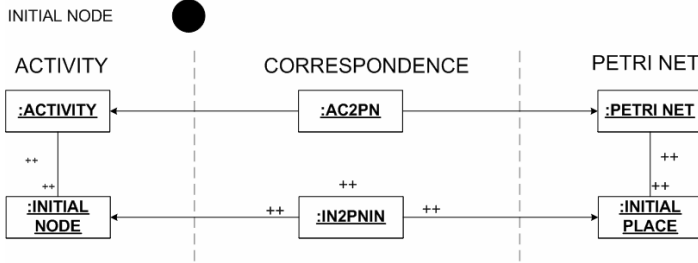 INITIAL NODE
ACTIVITY CORRESPONDENCE PETRI NET
:ACTIVITY :AC2PN :PETRI NET
++ ++
++ ++ ++
:INITIAL NODE ++ :IN2PNIN ++ :INITIAL PLACE